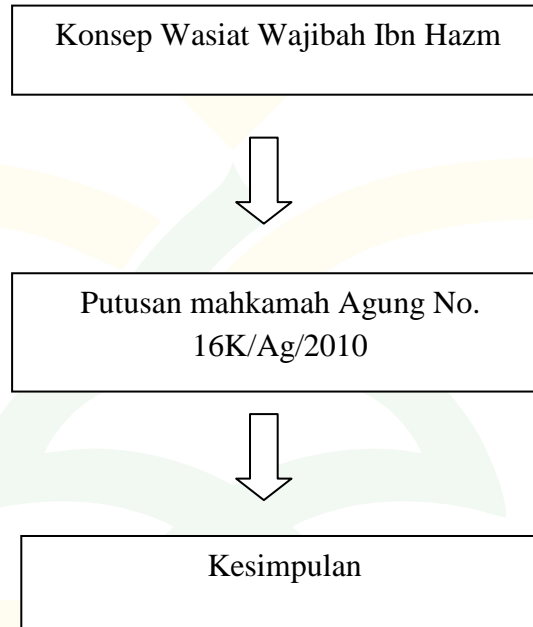 Konsep Wasiat Wajibah Ibn Hazm
Putusan mahkamah Agung No.
16K/Ag/2010
Kesimpulan